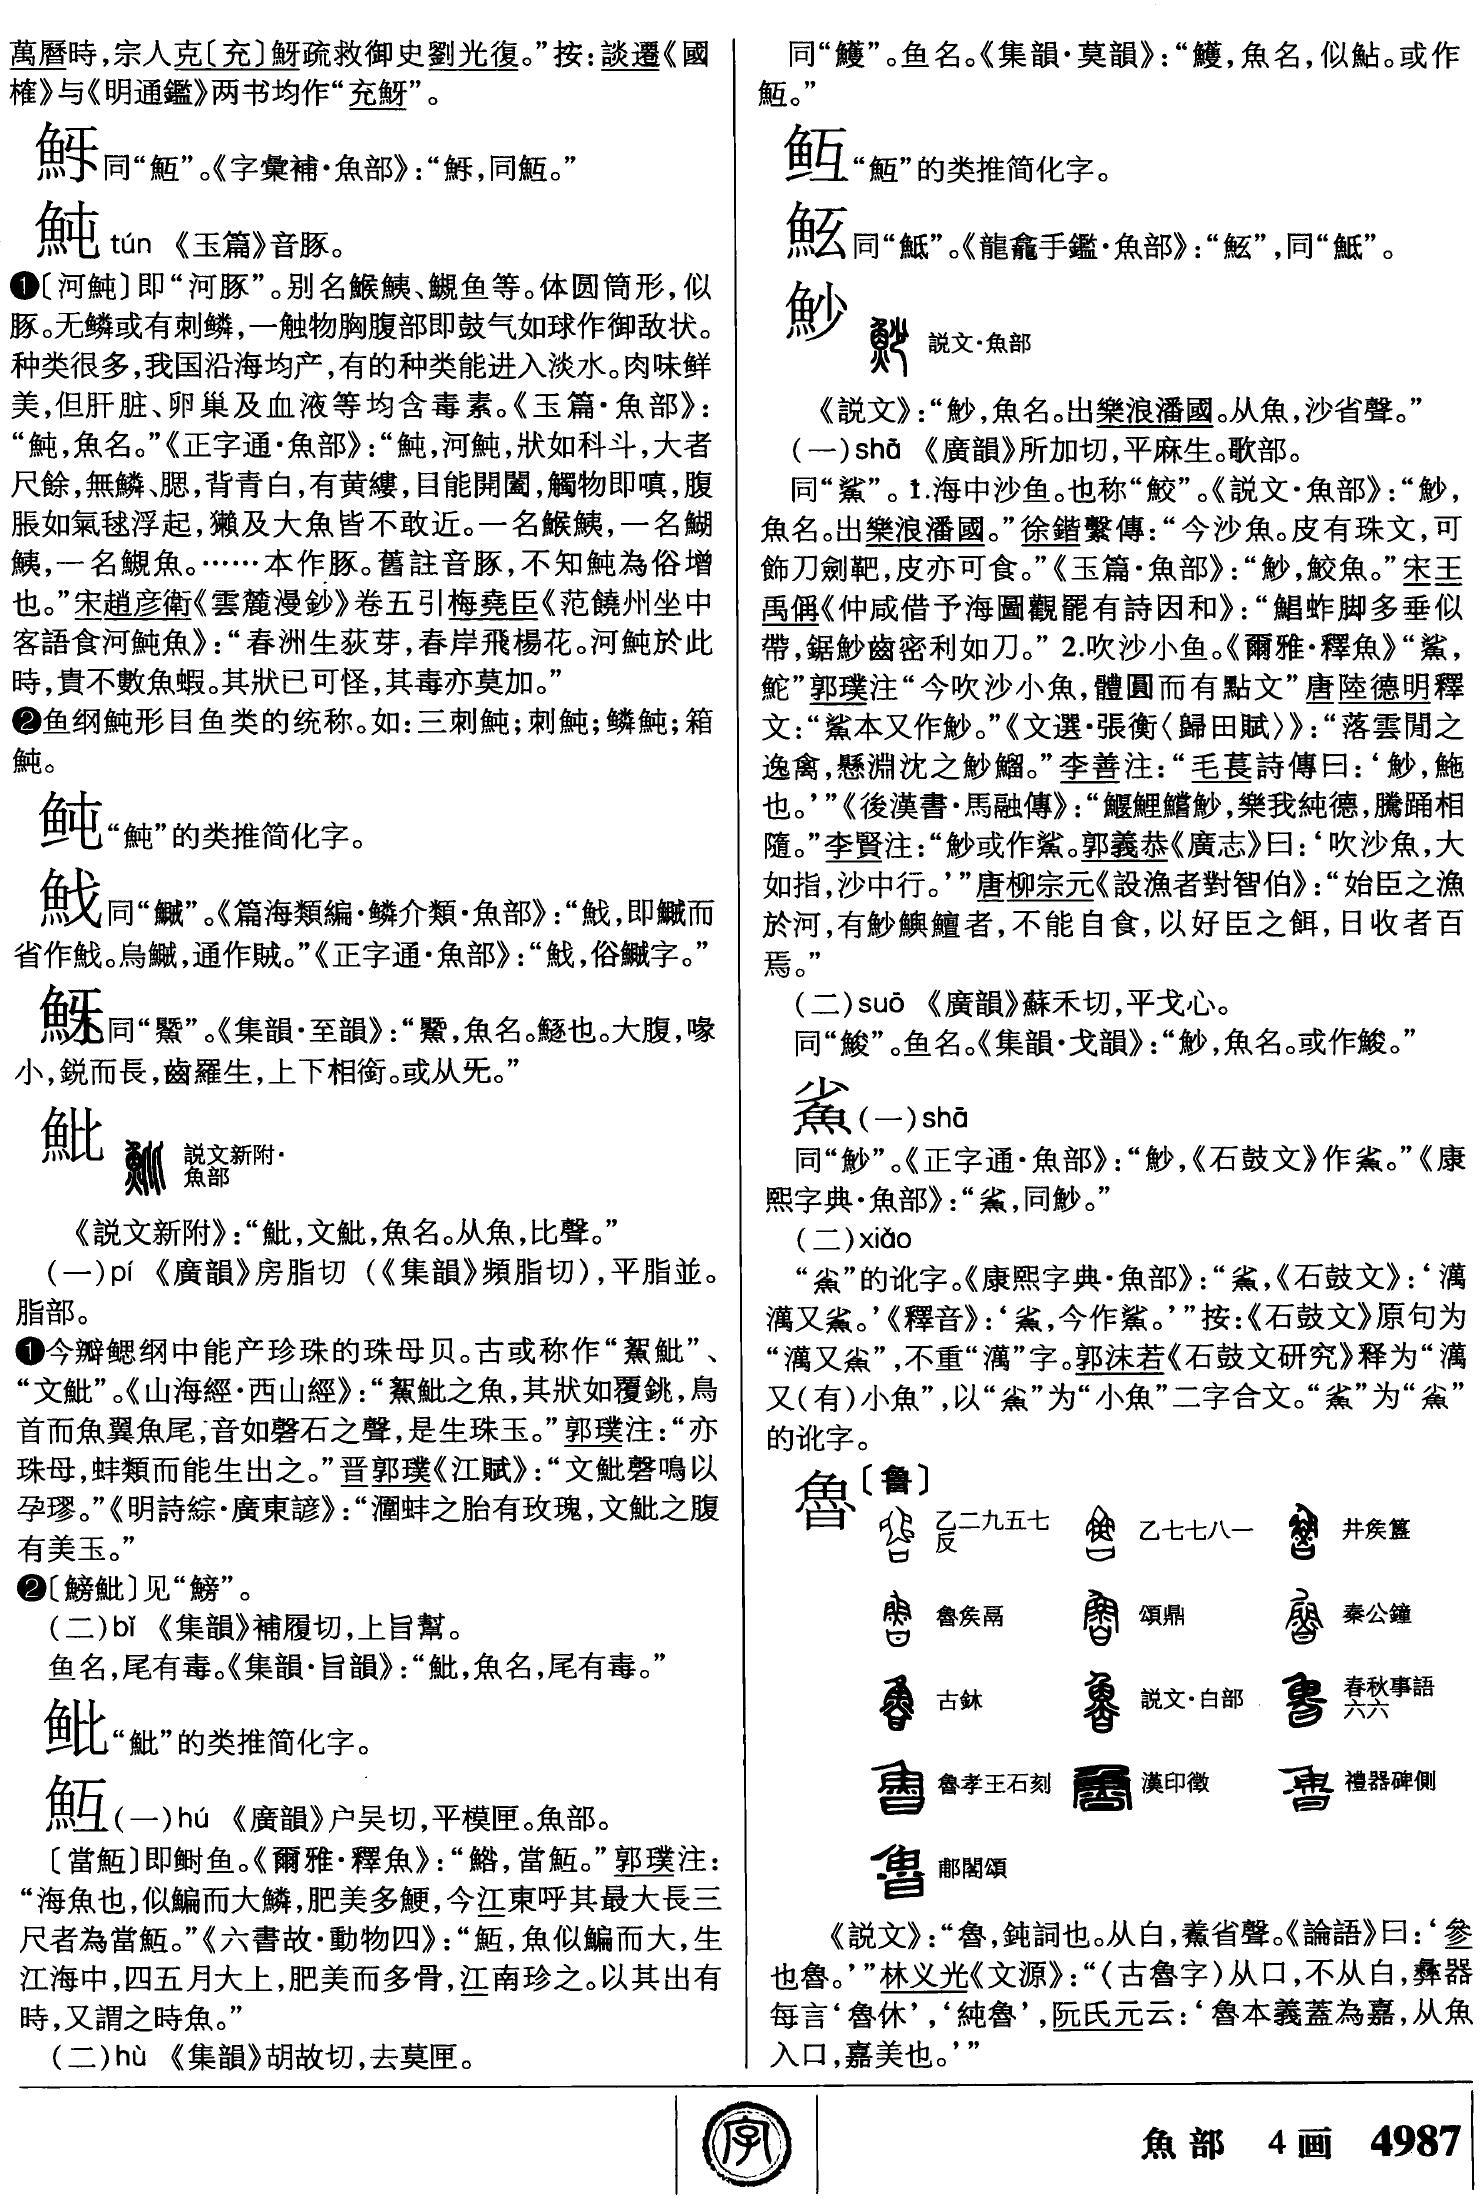 萬曆時，宗人克〔充〕䰲疏救御史劉光復。”按：談遷《國
榷》与《明通鑑》两书均作“充䰲”。
同“魱”。《字彙補·魚部》：“，同魱。”
魨 tún 《玉篇》音豚。
❶〔河魨〕即“河豚”。别名鯸鮧、鯢鱼等。体圆筒形，似
豚。无鳞或有刺鳞，一触物胸腹部即鼓气如球作御敌状。
种类很多，我国沿海均产，有的种类能进入淡水。肉味鲜
美，但肝脏、卵巢及血液等均含毒素。《玉篇·魚部》：
“魨，魚名。”《正字通·魚部》：“魨，河魨，狀如科斗，大者
尺餘，無鱗、腮，背青白，有黄縷，目能開闔，觸物即嗔，腹
脹如氣毬浮起，獺及大魚皆不敢近。一名鯸鮧，一名鰗
鮧，一名鯢魚。……本作豚。舊註音豚，不知魨為俗增
也。”宋趙彦衛《雲麓漫鈔》卷五引梅堯臣《范饒州坐中
客語食河魨魚》：“春洲生荻芽，春岸飛楊花。河魨於此
時，貴不數魚蝦。其狀已可怪，其毒亦莫加。”
❷鱼纲魨形目鱼类的统称。如：三刺魨；刺魨；鳞魨；箱
魨。
鲀“魨”的类推简化字。
同“鱡”。《篇海類編·鳞介類·魚部》：“，即鱡而
省作。烏鱡，通作賊。”《正字通·魚部》：“，俗鱡字。”
同“鱀”。《集韻·至韻》：“鱀，魚名。鱁也。大腹，喙
小，鋭而長，齒羅生，上下相銜。或从旡。”
魮 説文新附·
魚部
《説文新附》：“魮，文魮，魚名。从魚，比聲。”
（一）pí 《廣韻》房脂切（《集韻》頻脂切），平脂並。
脂部。
❶今瓣鳃纲中能产珍珠的珠母贝。古或称作“䰿魮”、
“文魮”。《山海經·西山經》：“䰿魮之魚，其狀如覆銚，鳥
首而魚翼魚尾，音如磬石之聲，是生珠玉。”郭璞注：“亦
珠母，蚌類而能生出之。”晋郭璞《江賦》：“文魮磬鳴以
孕璆。”《明詩綜·廣東諺》：“㶟蚌之胎有玫瑰，文魮之腹
有美玉。”
❷〔鰟魮〕见“鰟”。
（二）bǐ 《集韻》補履切，上旨幫。
鱼名，尾有毒。《集韻·旨韻》：“魮，魚名，尾有毒。”
“魮”的类推简化字。
魱（一）hú 《廣韻》户吴切，平模匣。魚部。
〔當魱〕即鲥鱼。《爾雅·釋魚》：“鯦，當魱。”郭璞注：
“海魚也，似鯿而大鱗，肥美多鯁，今江東呼其最大長三
尺者為當魱。”《六書故·動物四》：“魱，魚似鯿而大，生
江海中，四五月大上，肥美而多骨，江南珍之。以其出有
時，又謂之時魚。”
（二）hù 《集韻》胡故切，去莫匣。
同“鱯”。鱼名。《集韻·莫韻》：“鱯，魚名，似鮎。或作
魱。”
“魱”的类推简化字。
䰳同“䱃”。《龍龕手鑑·魚部》：“䰳”，同“䱃”。
魦 説文·魚部
《説文》：“魦，魚名。出樂浪潘國。从魚，沙省聲。”
（一）shā 《廣韻》所加切，平麻生。歌部。
同“鯊”。1.海中沙鱼。也称“鮫”。《説文·魚部》：“魦，
魚名。出樂浪潘國。”徐鍇繫傳：“今沙魚。皮有珠文，可
飾刀劍靶，皮亦可食。”《玉篇·魚部》：“魦，鮫魚。”宋王
禹偁《仲咸借予海圖觀罷有詩因和》：“鯧蚱脚多垂似
帶，鋸魦齒密利如刀。”2.吹沙小鱼。《爾雅·釋魚》“鯊，
鮀”郭璞注“今吹沙小魚，體圓而有點文”唐陸德明釋
文：“鯊本又作魦。”《文選·張衡〈歸田賦〉》：“落雲閒之
逸禽，懸淵沈之魦鰡。”李善注：“毛萇詩傳曰：‘魦，鮀
也。’”《後漢書·馬融傳》：“鰋鯉鱨魦，樂我純德，騰踊相
隨。”李賢注：“魦或作鯊。郭義恭《廣志》曰：‘吹沙魚，大
如指，沙中行。’”唐柳宗元《設漁者對智伯》：“始臣之漁
於河，有魦鱮鱣者，不能自食，以好臣之餌，日收者百
焉。”
（二）suō 《廣韻》蘇禾切，平戈心。
同“鮻”。鱼名。《集韻·戈韻》：“魦，魚名。或作鮻。”
（一）shā
同“魦”。《正字通·魚部》：“魦，《石鼓文》作。”《康
熙字典·魚部》：“，同魦。”
（二）xiǎo
“”的讹字。《康熙字典·魚部》：“，《石鼓文》：‘澫
澫又。’《釋音》：‘，今作鯊。’”按：《石鼓文》原句为
“澫又”，不重“澫”字。郭沫若《石鼓文研究》释为“澫
又（有）小魚”，以“”为“小魚”二字合文。“”为“”
的讹字。
魯〔𩵋〕
乙二九五七反 乙七七八一 井矦簋
魯矦鬲 頌鼎 秦公鐘
古鉥 説文·白部 春秋事語六六
魯孝王石刻 漢印徵 禮器碑側
郙閣頌
《説文》：“魯，鈍詞也。从白，鮺省聲。《論語》曰：‘參
也魯。’”林义光《文源》：“（古魯字）从口，不从白，彝器
每言‘魯休’，‘純魯’，阮氏元云：‘魯本義蓋為嘉，从魚
入口，嘉美也。’”
字
魚部 4画 4987